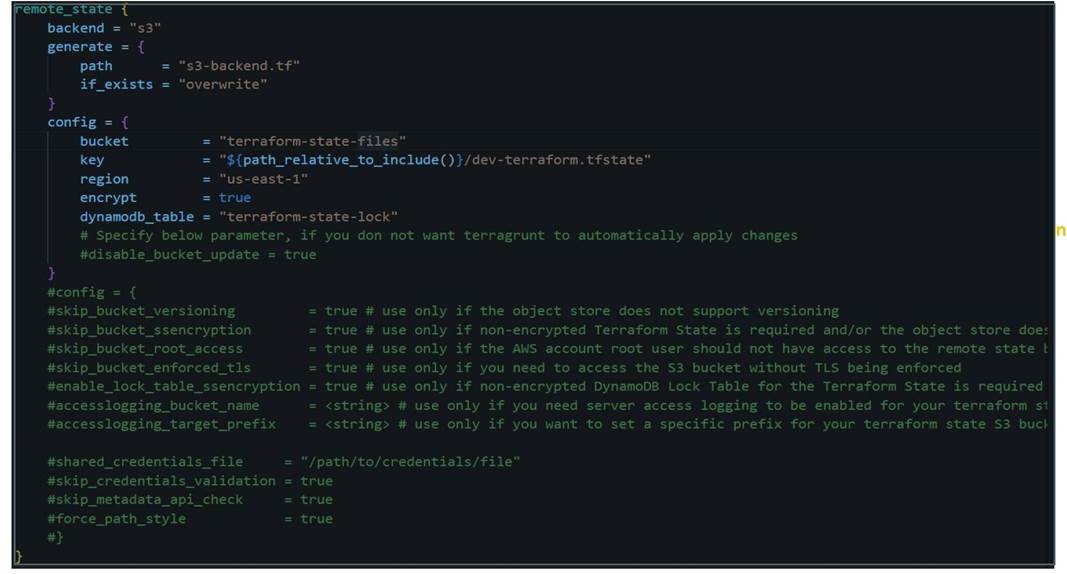 remote_state {
    backend = "s3"
    generate = {
        path      = "s3-backend.tf"
        if_exists = "overwrite"
    }
    config = {
        bucket         = "terraform-state-files"
        key            = "${path_relative_to_include()}/dev-terraform.tfstate"
        region         = "us-east-1"
        encrypt        = true
        dynamodb_table = "terraform-state-lock"
        # Specify below parameter, if you don not want terragrunt to automatically apply changes
        #disable_bucket_update = true
    }
    #config = {
    #skip_bucket_versioning         = true # use only if the object store does not support versioning
    #skip_bucket_ssencryption       = true # use only if non-encrypted Terraform State is required and/or the object store does
    #skip_bucket_root_access        = true # use only if the AWS account root user should not have access to the remote state
    #skip_bucket_enforced_tls       = true # use only if you need to access the S3 bucket without TLS being enforced
    #enable_lock_table_ssencryption = true # use only if non-encrypted DynamoDB Lock Table for the Terraform State is required
    #accesslogging_bucket_name      = <string> # use only if you need server access logging to be enabled for your terraform st
    #accesslogging_target_prefix    = <string> # use only if you want to set a specific prefix for your terraform state S3 buck

    #shared_credentials_file     = "/path/to/credentials/file"
    #skip_credentials_validation = true
    #skip_metadata_api_check     = true
    #force_path_style            = true
    #}
}
n